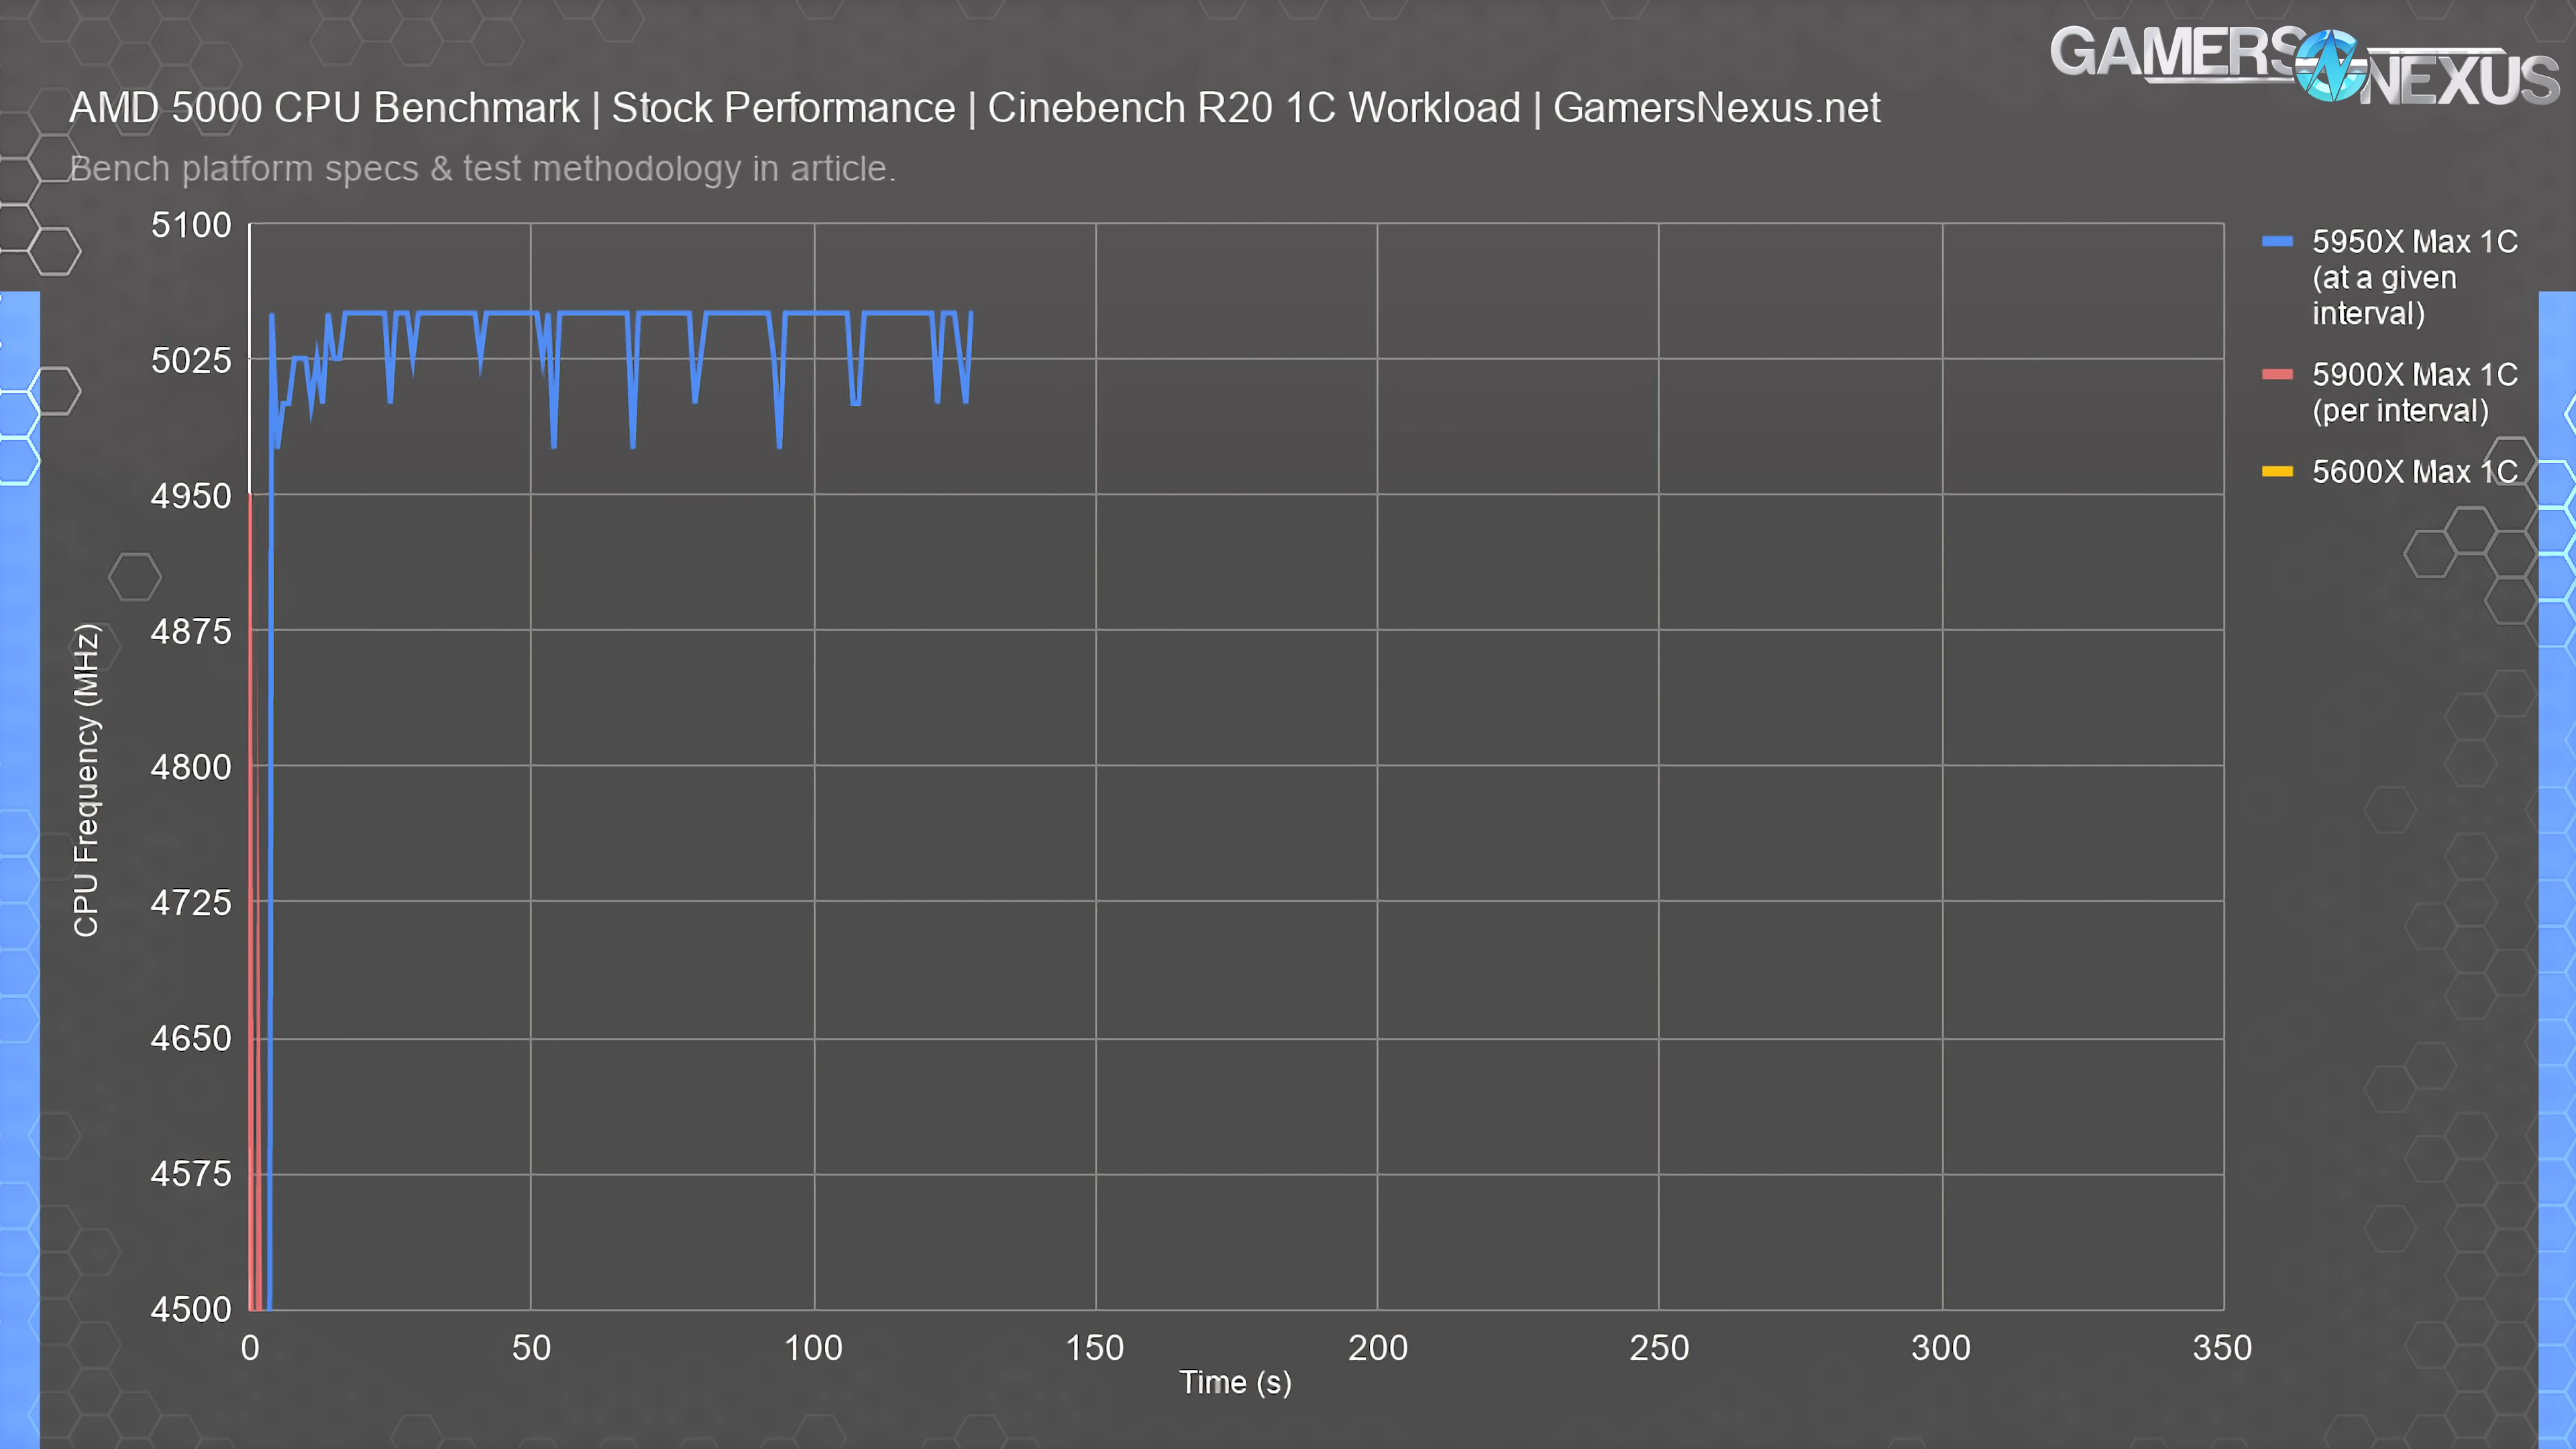 GAMERS NEXUS
AMD 5000 CPU Benchmark | Stock Performance | Cinebench R20 1C Workload | GamersNexus.net
Bench platform specs & test methodology in article.
5100
5025
4950
4875
4800
4725
4650
4575
4500
CPU Frequency (MHz)
0
50
100
150
200
250
300
350
Time (s)
5950X Max 1C
(at a given
interval)
5900X Max 1C
(per interval)
5600X Max 1C